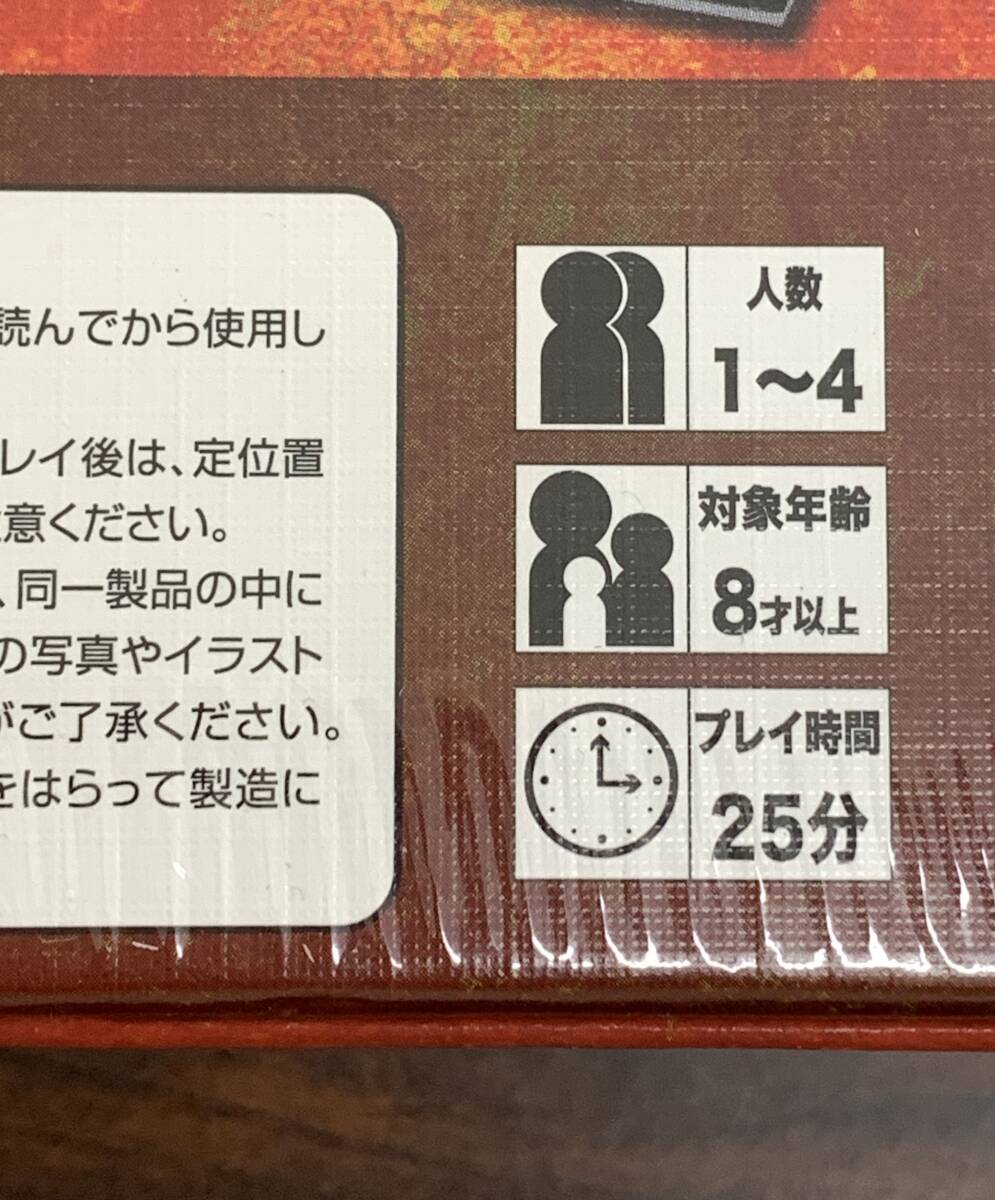 読んでから使用し
レイ後は、定位置
意ください。
、同一製品の中に
の写真やイラスト
がご了承ください。
をはらって製造に
人数
1〜4
対象年齢
8才以上
プレイ時間
25分